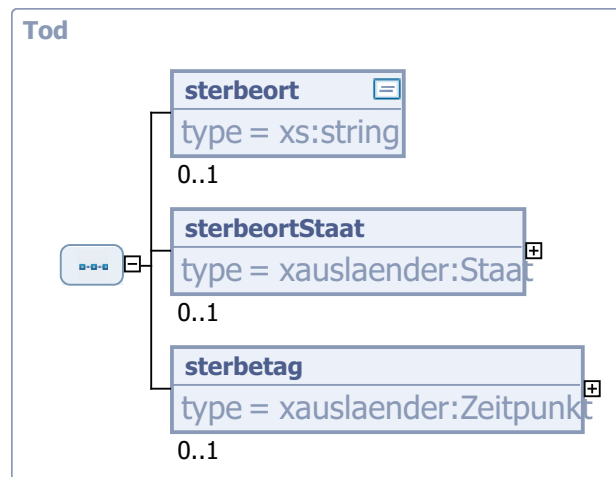 Tod
sterbeort
type = xs:string
0..1
sterbeortStaat
type = xauslaender:Staat
0..1
sterbetag
type = xauslaender:Zeitpunkt
0..1